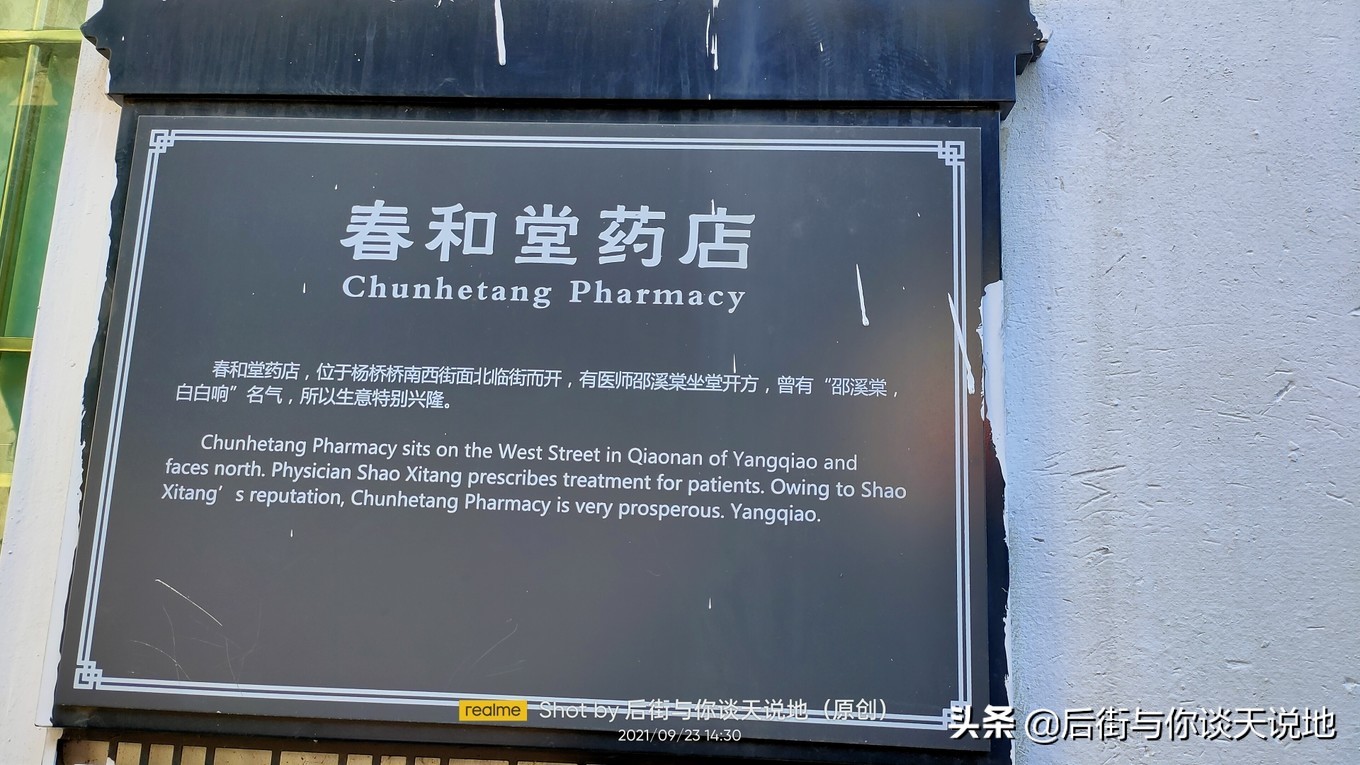 春和堂药店
Chunhetang Pharmacy
春和堂药店，位于杨桥桥南西街面北临街而开，有医师邵溪棠坐堂开方，曾有“邵溪棠，
白白响”名气，所以生意特别兴隆。
Chunhetang Pharmacy sits on the West Street in Qiaonan of Yangqiao and
faces north. Physician Shao Xitang prescribes treatment for patients. Owing to Shao
Xitang’s reputation, Chunhetang Pharmacy is very prosperous. Yangqiao.
realme Shot by 后街与你谈天说地（原创）
2021/09/23 14:30
头条 @后街与你谈天说地